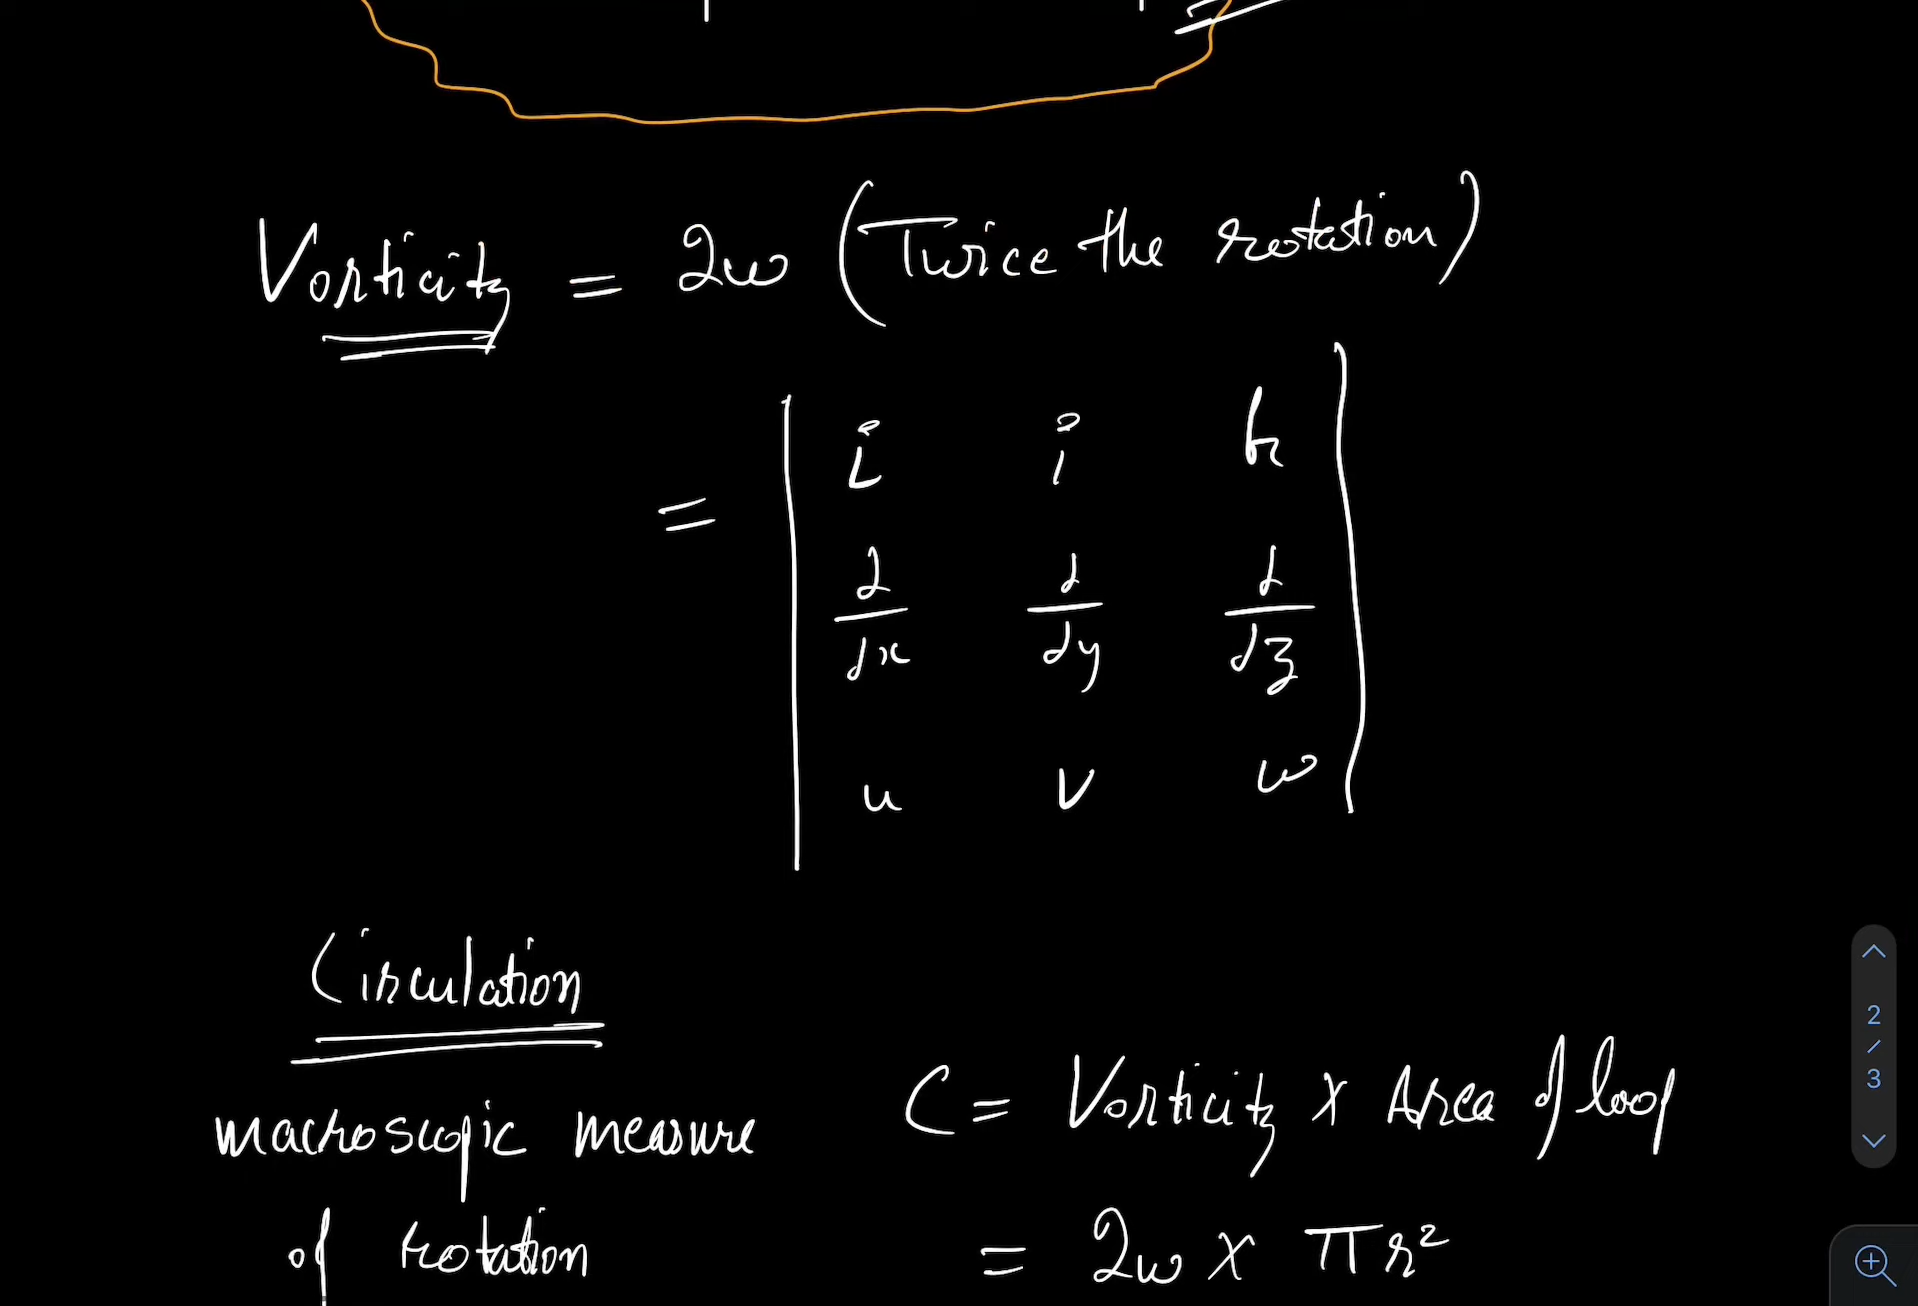 Vorticity = 2ω (Twice the rotation)
= | i j k |
| ∂/∂x ∂/∂y ∂/∂z |
| u v w |
Circulation
macroscopic measure
of rotation
C = Vorticity x Area of loop
= 2ω x πr²
2
/
3